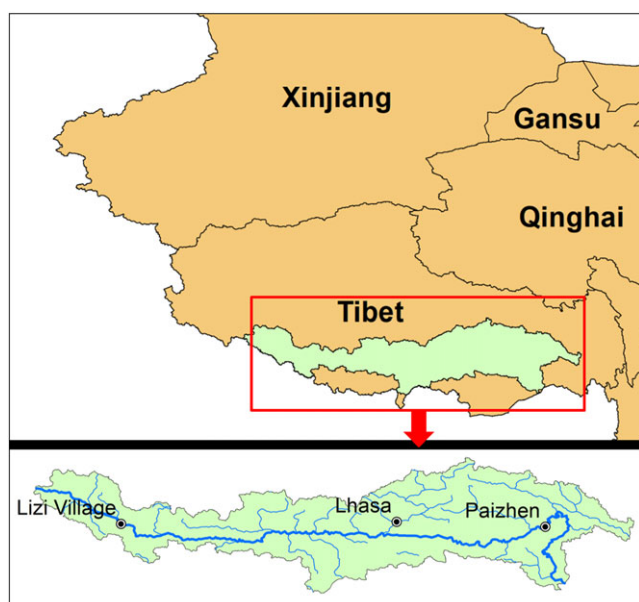 Xinjiang
Gansu
Qinghai
Tibet
Lizi Village
Lhasa
Paizhen